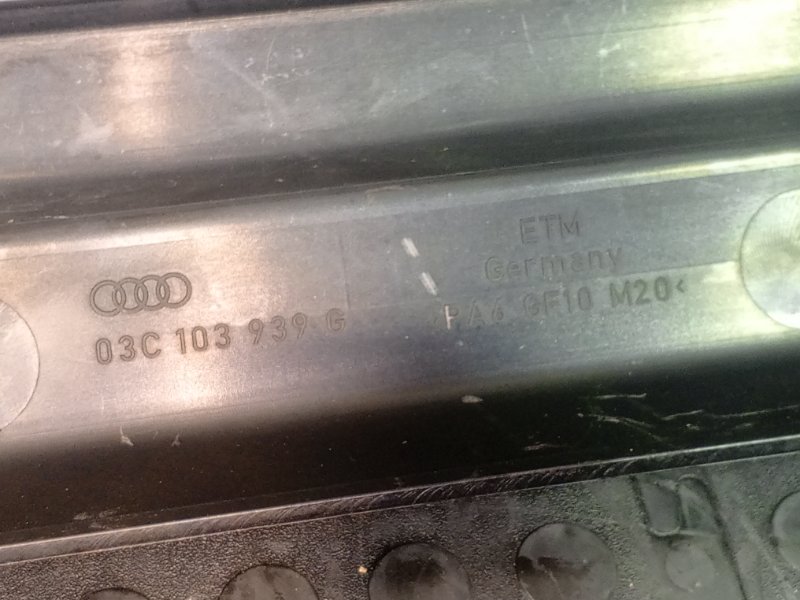 03C 103 939 G
ETM
Germany
>PA6 GF10 M20<